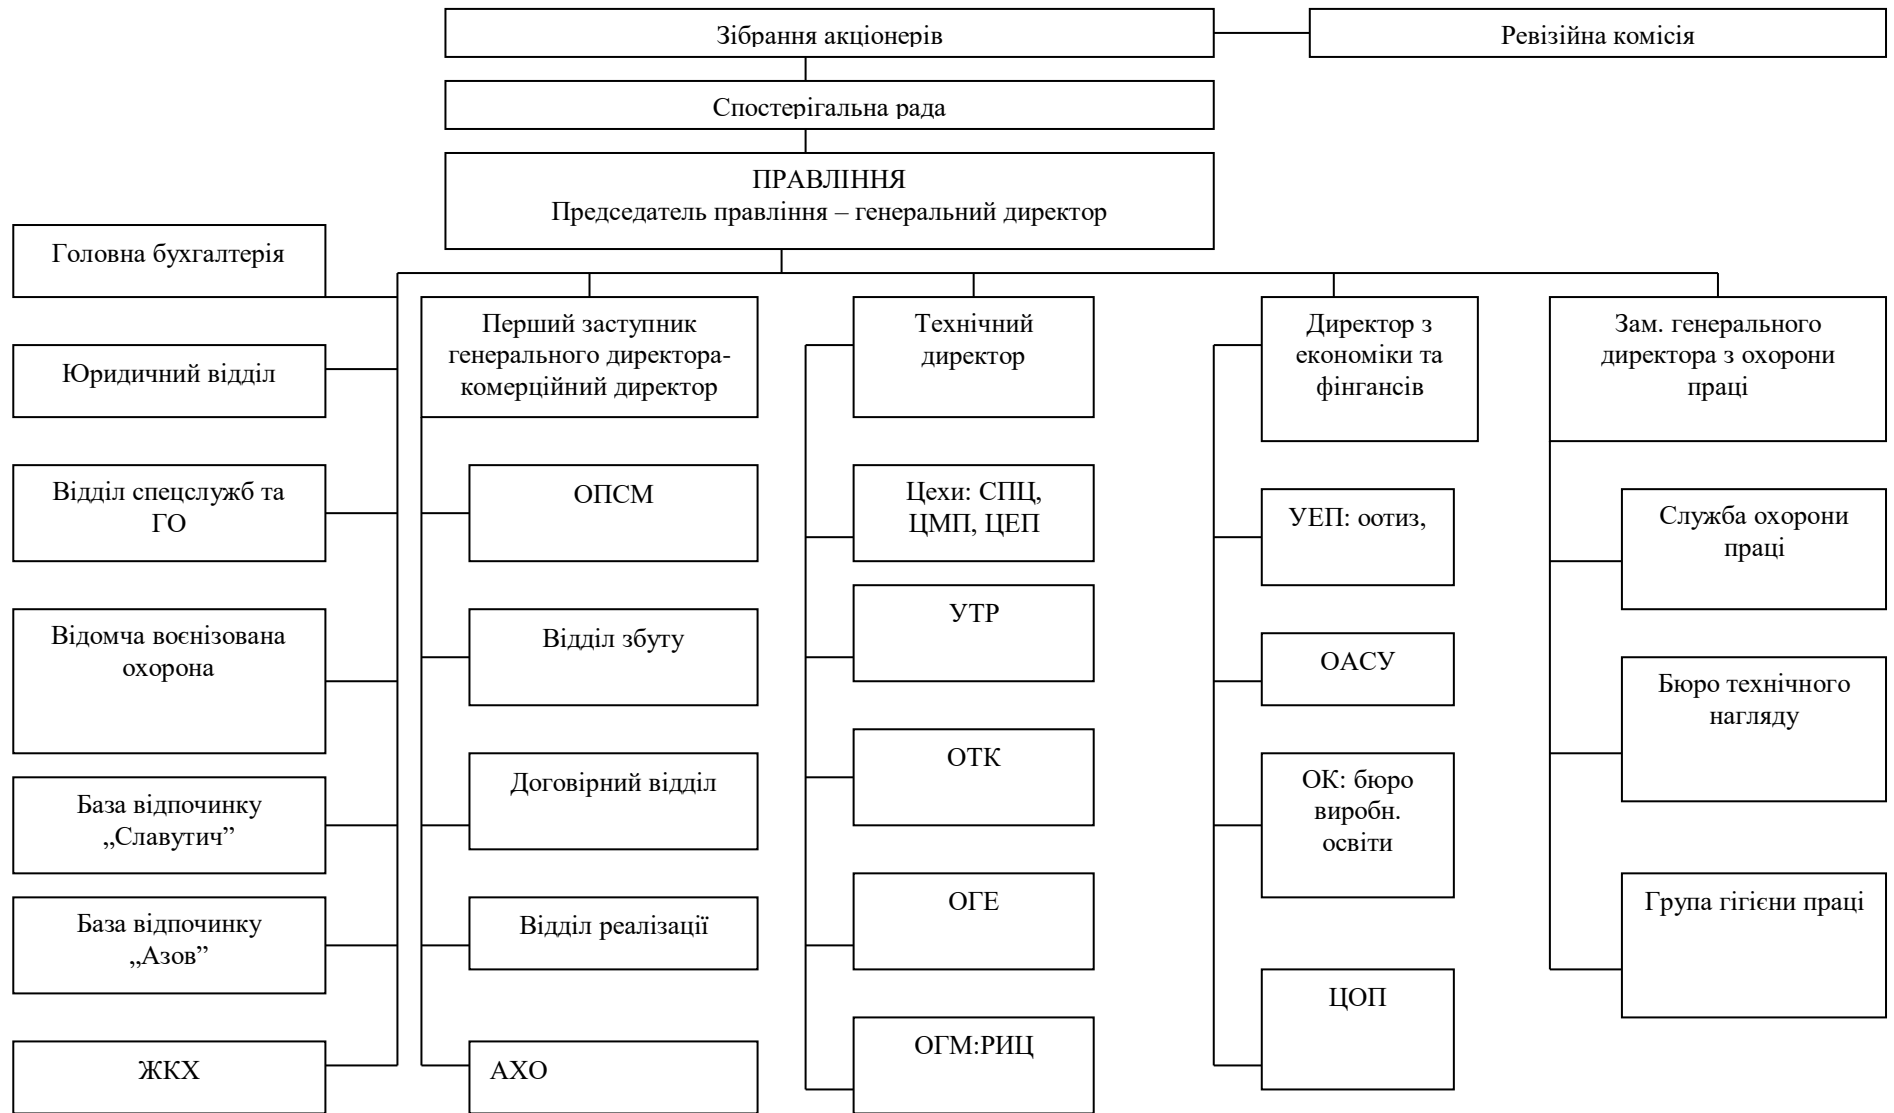 Зібрання акціонерів
Ревізійна комісія
Спостерігальна рада
ПРАВЛІННЯ
Председатель правління – генеральний директор
Головна бухгалтерія
Юридичний відділ
Відділ спецслужб та
ГО
Відомча воєнізована
охорона
База відпочинку
„Славутич”
База відпочинку
„Азов”
ЖКХ
Перший заступник
генерального директора-
комерційний директор
ОПСМ
Відділ збуту
Договірний відділ
Відділ реалізації
АХО
Технічний
директор
Цехи: СПЦ,
ЦМП, ЦЕП
УТР
ОТК
ОГЕ
ОГМ:РИЦ
Директор з
економіки та
фінгансів
УЕП: оотиз,
ОАСУ
ОК: бюро
виробн.
освіти
ЦОП
Зам. генерального
директора з охорони
праці
Служба охорони
праці
Бюро технічного
нагляду
Група гігієни праці